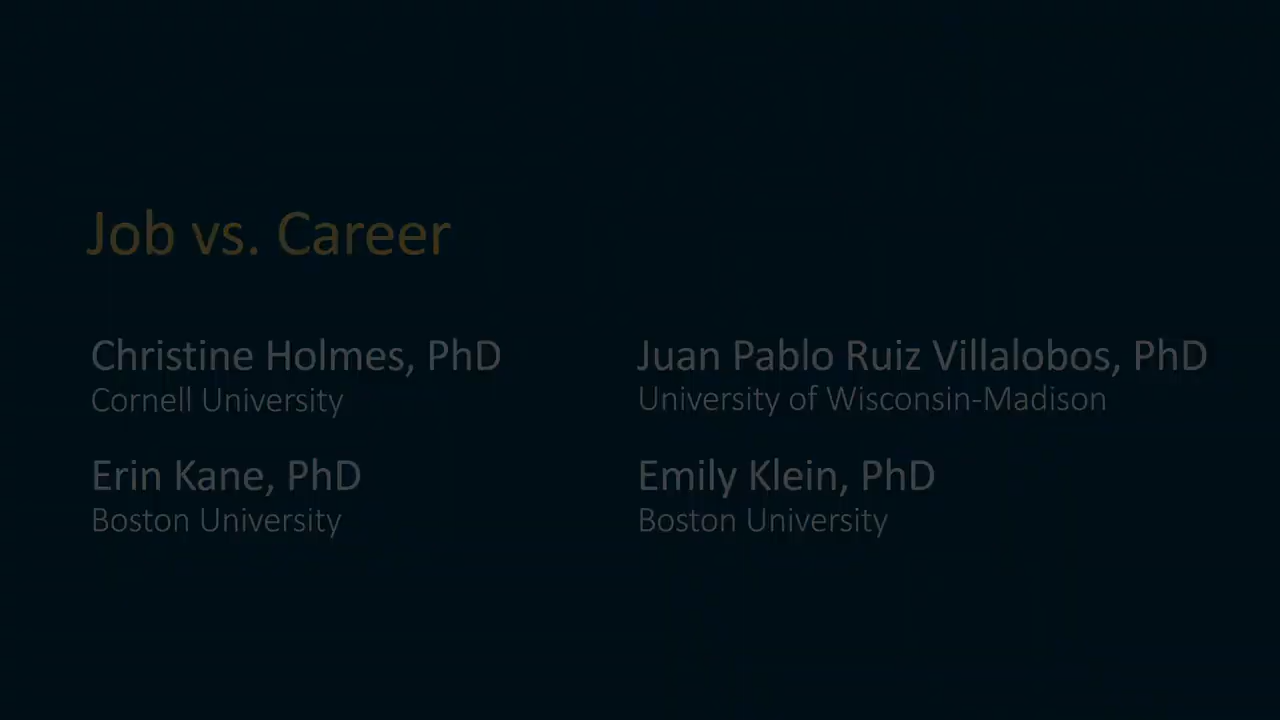 Job vs. Career
Christine Holmes, PhD
Cornell University
Erin Kane, PhD
Boston University
Juan Pablo Ruiz Villalobos, PhD
University of Wisconsin-Madison
Emily Klein, PhD
Boston University